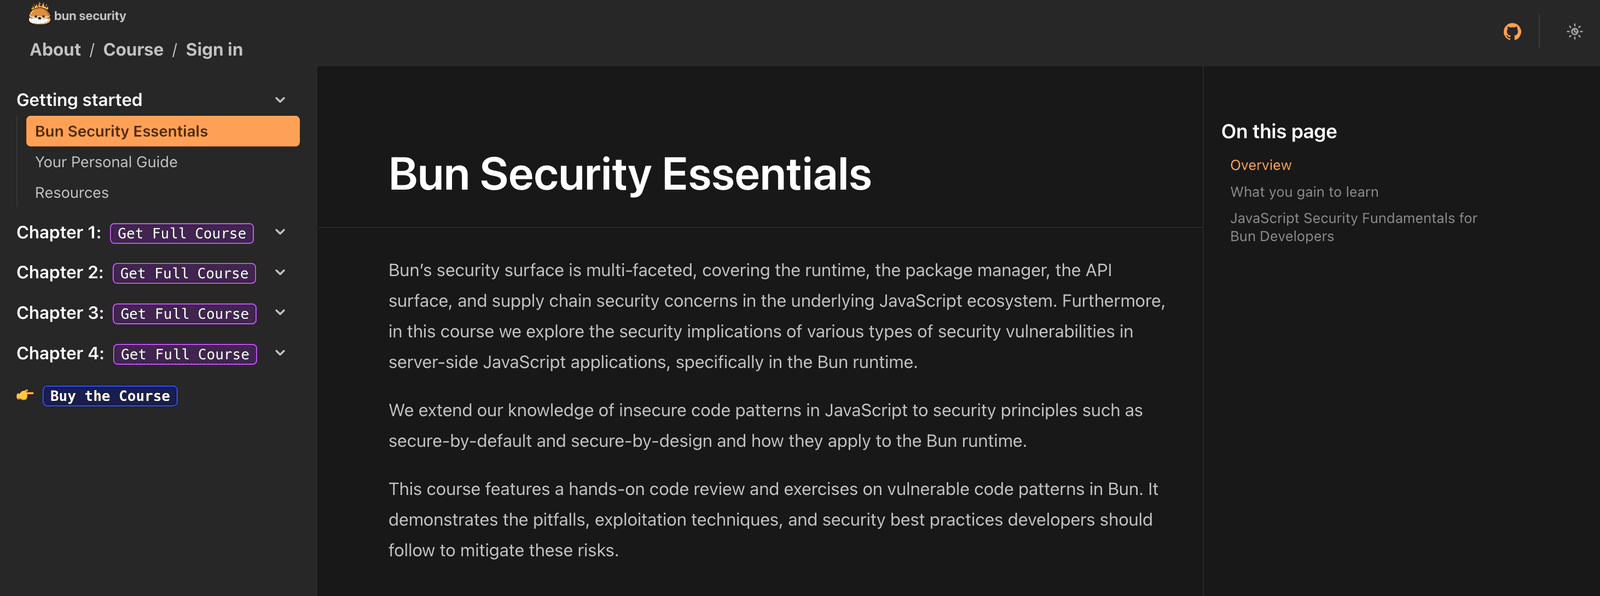 bun security
About / Course / Sign in
Getting started
Bun Security Essentials
Your Personal Guide
Resources
Chapter 1: Get Full Course
Chapter 2: Get Full Course
Chapter 3: Get Full Course
Chapter 4: Get Full Course
👉 Buy the Course
Bun Security Essentials
Bun’s security surface is multi-faceted, covering the runtime, the package manager, the API
surface, and supply chain security concerns in the underlying JavaScript ecosystem. Furthermore,
in this course we explore the security implications of various types of security vulnerabilities in
server-side JavaScript applications, specifically in the Bun runtime.
We extend our knowledge of insecure code patterns in JavaScript to security principles such as
secure-by-default and secure-by-design and how they apply to the Bun runtime.
This course features a hands-on code review and exercises on vulnerable code patterns in Bun. It
demonstrates the pitfalls, exploitation techniques, and security best practices developers should
follow to mitigate these risks.
On this page
Overview
What you gain to learn
JavaScript Security Fundamentals for
Bun Developers